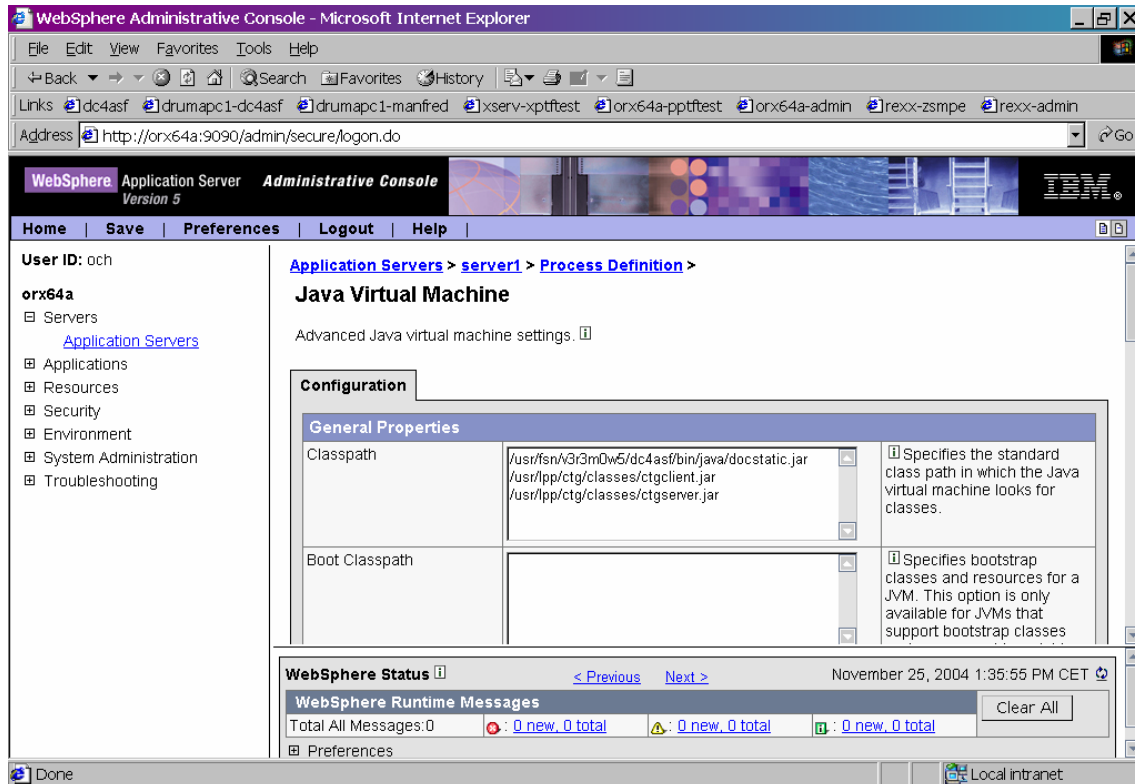 WebSphere Administrative Console - Microsoft Internet Explorer
File Edit View Favorites Tools Help
Back Search Favorites History
Links dc4asf drumapc1-dc4asf drumapc1-manfred xserv-xptftest orx64a-pptftest orx64a-admin rexx-zsmpe rexx-admin
Address http://orx64a:9090/admin/secure/logon.do Go
WebSphere Application Server Administrative Console
Version 5
IBM
Home | Save | Preferences | Logout | Help |
User ID: och
orx64a
Servers
Application Servers
Applications
Resources
Security
Environment
System Administration
Troubleshooting
Application Servers > server1 > Process Definition >
Java Virtual Machine
Advanced Java virtual machine settings.
Configuration
General Properties
Classpath
/usr/fsn/v3r3m0w5/dc4asf/bin/java/docstatic.jar
/usr/lpp/ctg/classes/ctgclient.jar
/usr/lpp/ctg/classes/ctgserver.jar
Specifies the standard
class path in which the Java
virtual machine looks for
classes.
Boot Classpath
Specifies bootstrap
classes and resources for a
JVM. This option is only
available for JVMs that
support bootstrap classes
WebSphere Status < Previous Next > November 25, 2004 1:35:55 PM CET
WebSphere Runtime Messages
Clear All
Total All Messages:0 : 0 new, 0 total : 0 new, 0 total : 0 new, 0 total
Preferences
Done Local intranet